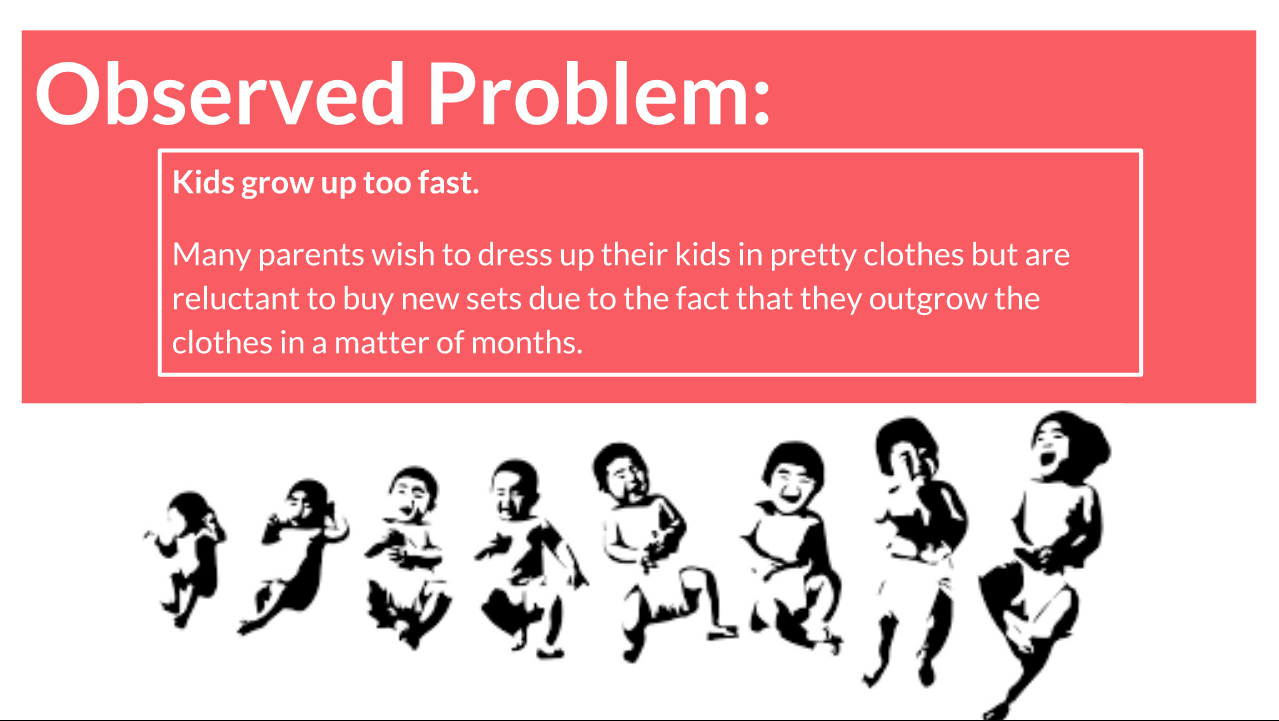 Observed Problem:
Kids grow up too fast.
Many parents wish to dress up their kids in pretty clothes but are
reluctant to buy new sets due to the fact that they outgrow the
clothes in a matter of months.